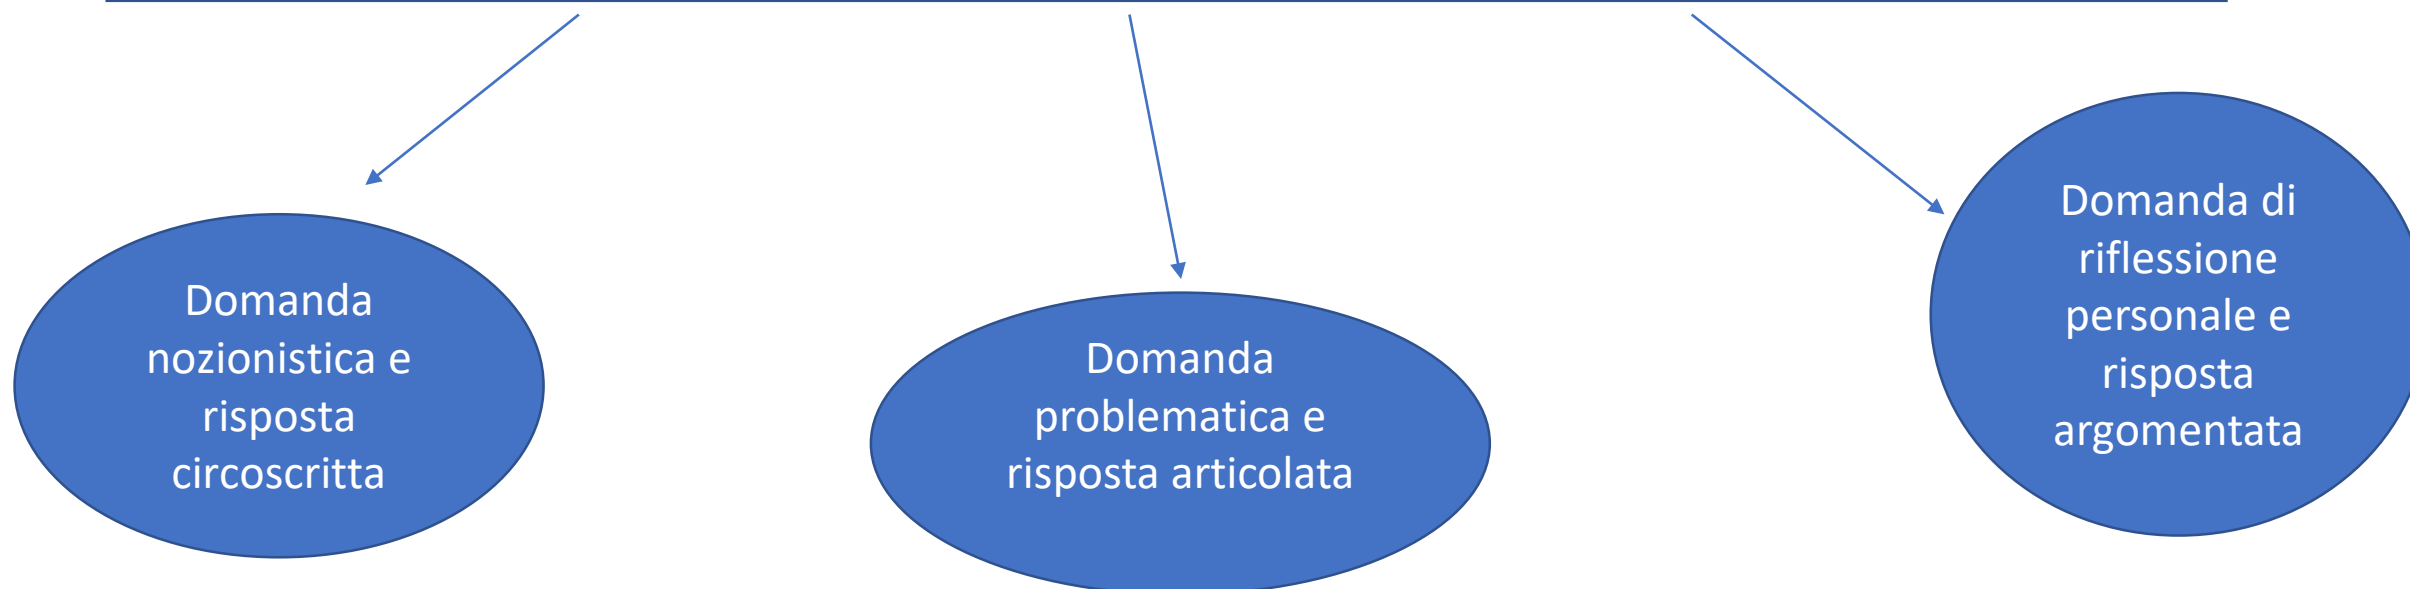 Domanda
nozionistica e
risposta
circoscritta
Domanda
problematica e
risposta articolata
Domanda di
riflessione
personale e
risposta
argomentata